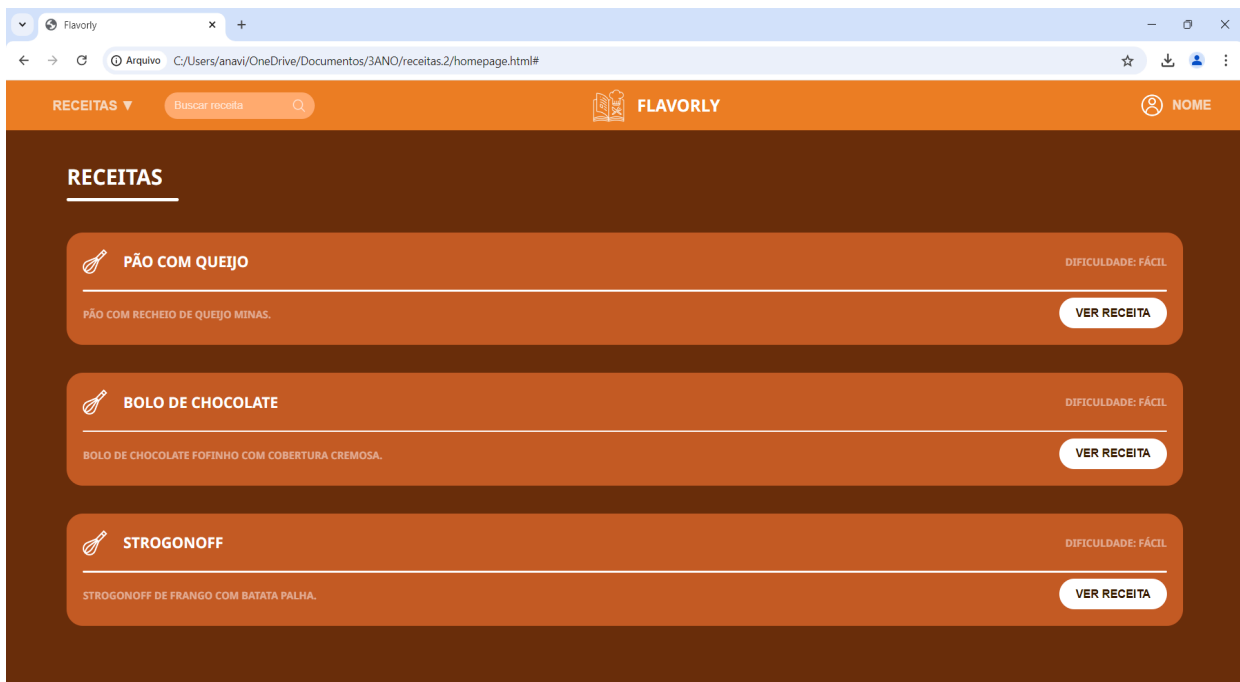 Flavorly
Arquivo C:/Users/anavi/OneDrive/Documentos/3ANO/receitas.2/homepage.html#
RECEITAS ▼ Buscar receita FLAVORLY NOME
RECEITAS
PÃO COM QUEIJO DIFICULDADE: FÁCIL
PÃO COM RECHEIO DE QUEIJO MINAS. VER RECEITA
BOLO DE CHOCOLATE DIFICULDADE: FÁCIL
BOLO DE CHOCOLATE FOFINHO COM COBERTURA CREMOSA. VER RECEITA
STROGONOFF DIFICULDADE: FÁCIL
STROGONOFF DE FRANGO COM BATATA PALHA. VER RECEITA